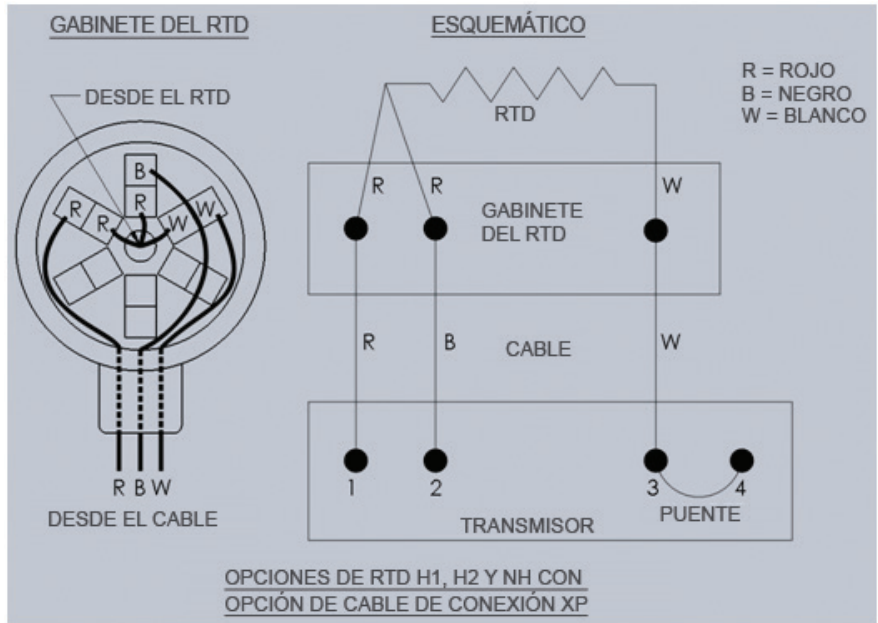 GABINETE DEL RTD
DESDE EL RTD
B
R
R
R
W
W
R B W
DESDE EL CABLE
ESQUEMÁTICO
R = ROJO
B = NEGRO
W = BLANCO
RTD
R
R
W
GABINETE
DEL RTD
R
B
CABLE
W
1
2
3
4
PUENTE
TRANSMISOR
OPCIONES DE RTD H1, H2 Y NH CON
OPCIÓN DE CABLE DE CONEXIÓN XP